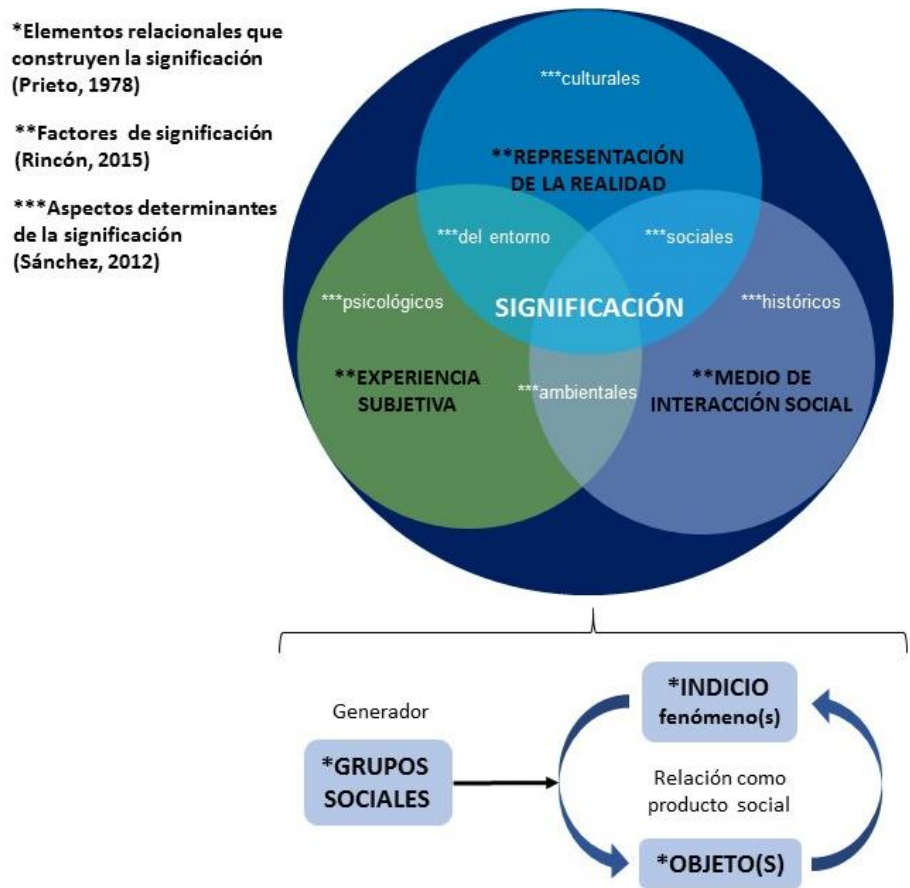 *Elementos relacionales que
construyen la significación
(Prieto, 1978)
**Factores de significación
(Rincón, 2015)
***Aspectos determinantes
de la significación
(Sánchez, 2012)
***culturales
**REPRESENTACIÓN
DE LA REALIDAD
***del entorno
***sociales
***psicológicos
SIGNIFICACIÓN
***históricos
**EXPERIENCIA
SUBJETIVA
***ambientales
**MEDIO DE
INTERACCIÓN SOCIAL
Generador
*GRUPOS
SOCIALES
*INDICIO
fenómeno(s)
Relación como
producto social
*OBJETO(S)